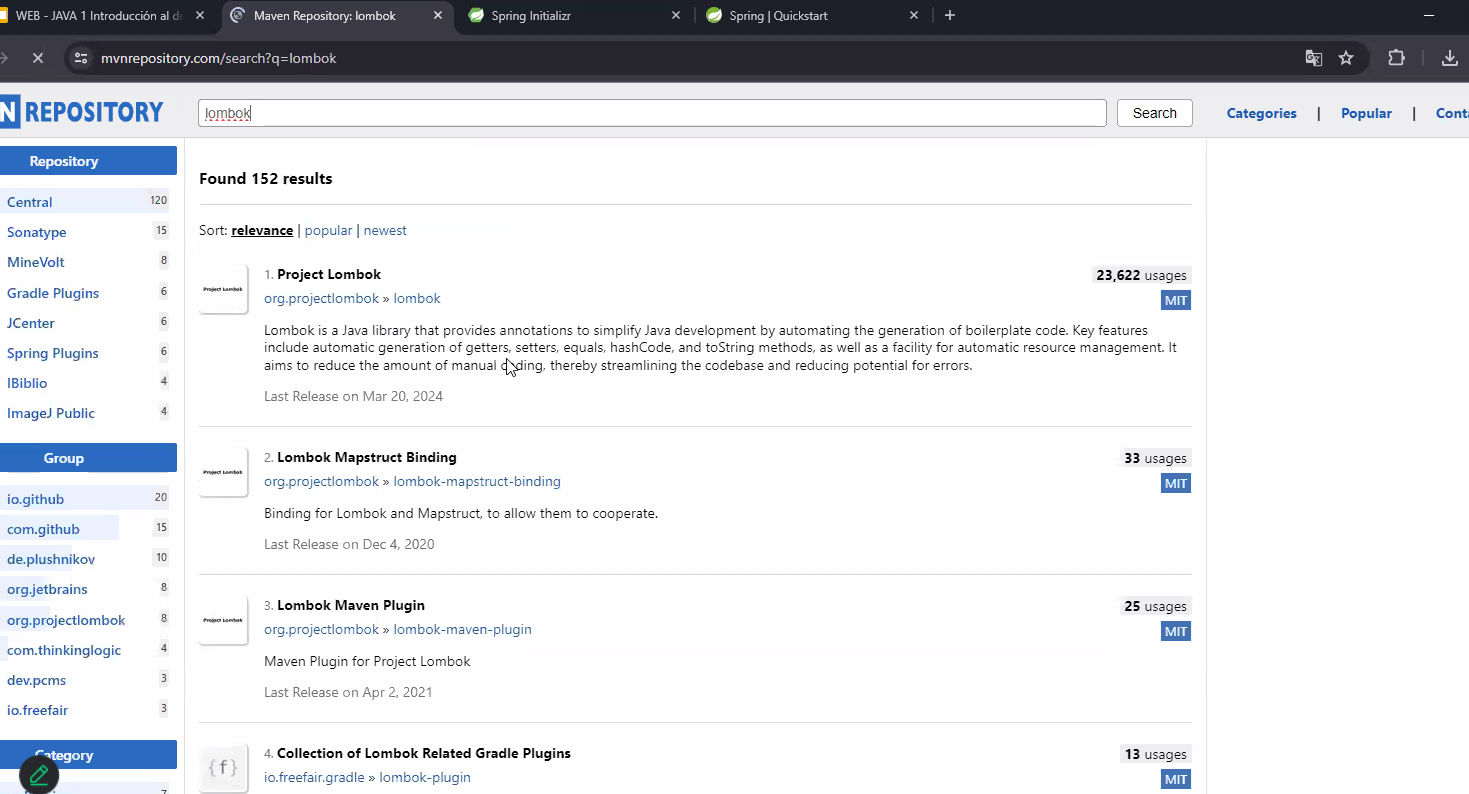 WEB - JAVA 1 Introducción al de
Maven Repository: lombok
Spring Initializr
Spring | Quickstart
mvnrepository.com/search?q=lombok
N REPOSITORY
lombok
Search
Categories | Popular | Conta
Repository
Central 120
Sonatype 15
MineVolt 8
Gradle Plugins 6
JCenter 6
Spring Plugins 6
IBiblio 4
ImageJ Public 4
Group
io.github 20
com.github 15
de.plushnikov 10
org.jetbrains 8
org.projectlombok 8
com.thinkinglogic 4
dev.pcms 3
io.freefair 3
Category
7
Found 152 results
Sort: relevance | popular | newest
Project Lombok
1. Project Lombok
23,622 usages
org.projectlombok » lombok
MIT
Lombok is a Java library that provides annotations to simplify Java development by automating the generation of boilerplate code. Key features
include automatic generation of getters, setters, equals, hashCode, and toString methods, as well as a facility for automatic resource management. It
aims to reduce the amount of manual coding, thereby streamlining the codebase and reducing potential for errors.
Last Release on Mar 20, 2024
Project Lombok
2. Lombok Mapstruct Binding
33 usages
org.projectlombok » lombok-mapstruct-binding
MIT
Binding for Lombok and Mapstruct, to allow them to cooperate.
Last Release on Dec 4, 2020
Project Lombok
3. Lombok Maven Plugin
25 usages
org.projectlombok » lombok-maven-plugin
MIT
Maven Plugin for Project Lombok
Last Release on Apr 2, 2021
{f}
4. Collection of Lombok Related Gradle Plugins
13 usages
io.freefair.gradle » lombok-plugin
MIT